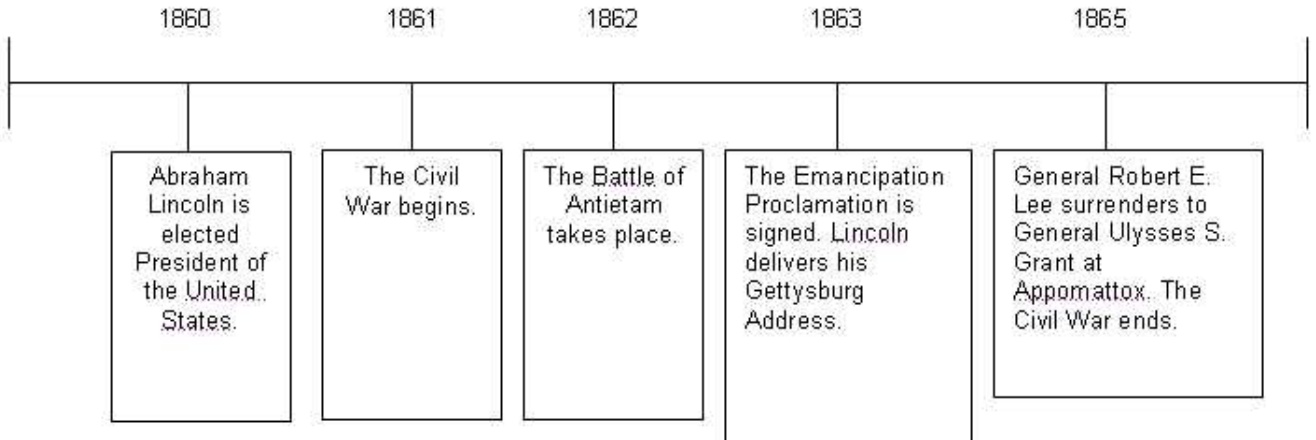 1860 1861 1862 1863 1865
Abraham
Lincoln is
elected
President of
the United
States.
The Civil
War begins.
The Battle of
Antietam
takes place.
The Emancipation
Proclamation is
signed. Lincoln
delivers his
Gettysburg
Address.
General Robert E.
Lee surrenders to
General Ulysses S.
Grant at
Appomattox. The
Civil War ends.